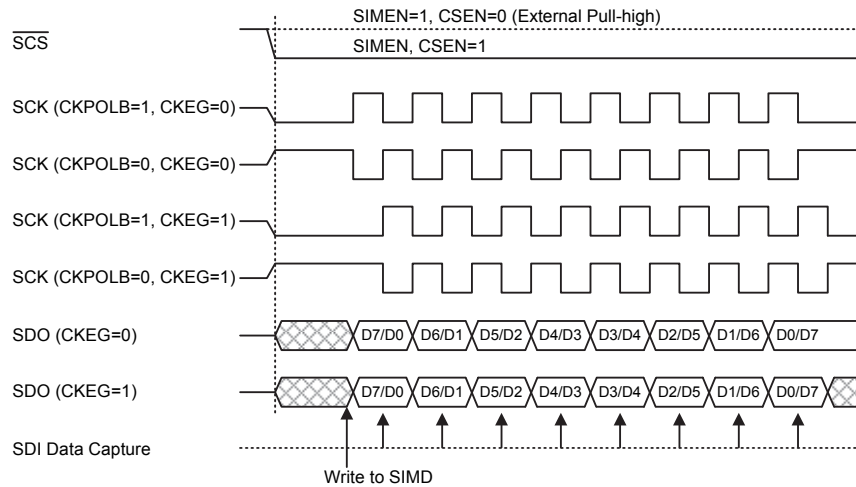 SIMEN=1, CSEN=0 (External Pull-high)
SCS
SIMEN, CSEN=1
SCK (CKPOLB=1, CKEG=0)
SCK (CKPOLB=0, CKEG=0)
SCK (CKPOLB=1, CKEG=1)
SCK (CKPOLB=0, CKEG=1)
SDO (CKEG=0) D7/D0 D6/D1 D5/D2 D4/D3 D3/D4 D2/D5 D1/D6 D0/D7
SDO (CKEG=1) D7/D0 D6/D1 D5/D2 D4/D3 D3/D4 D2/D5 D1/D6 D0/D7
SDI Data Capture
Write to SIMD